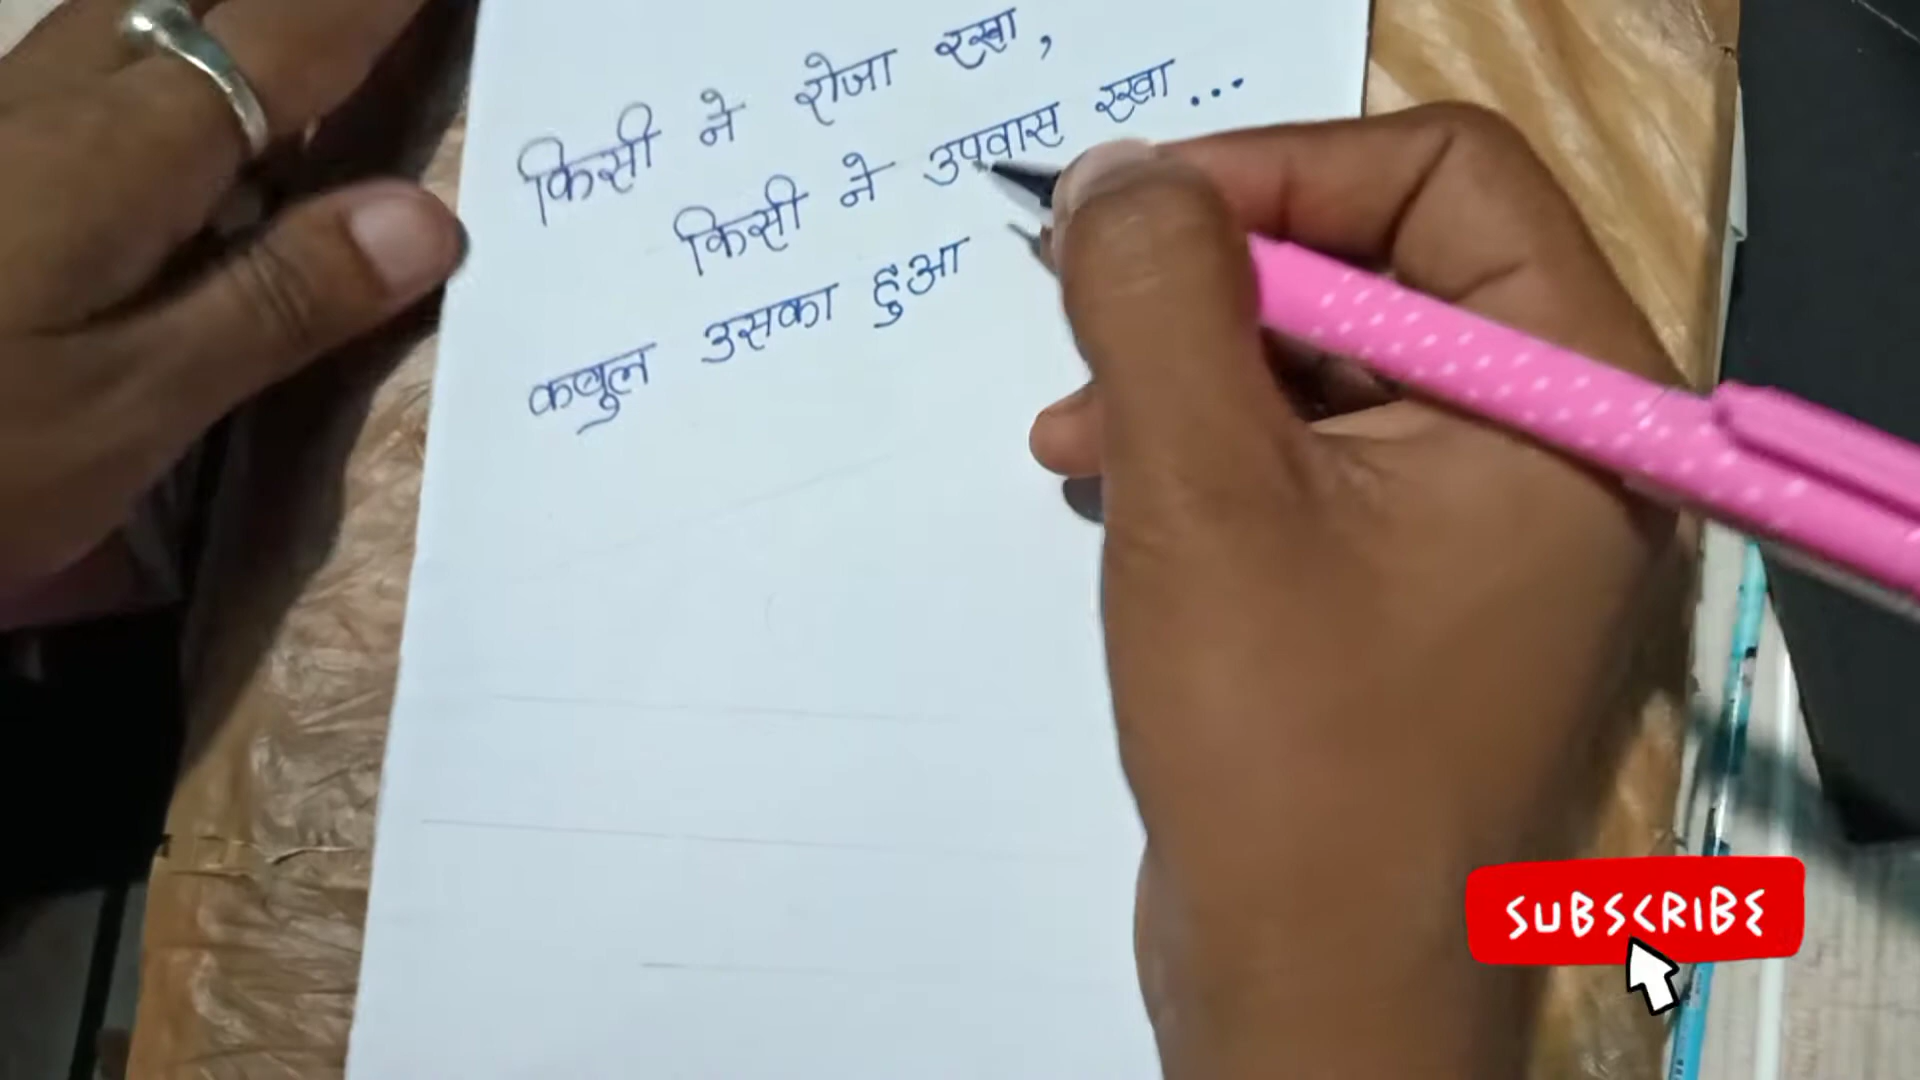 किसी ने रोजा रखा,
किसी ने उपवास रखा...
कबुल उसका हुआ
SUBSCRIBE